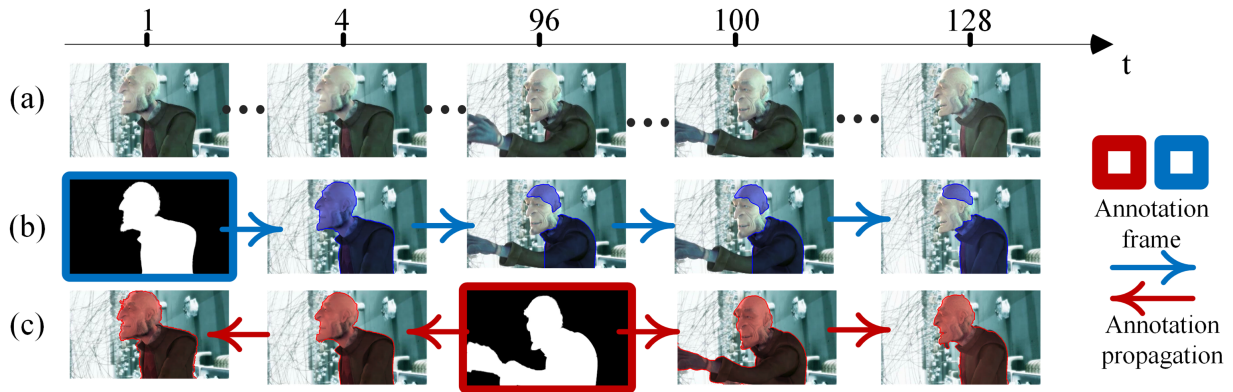 1 4 96 100 128
t
(a)
(b)
(c)
Annotation
frame
Annotation
propagation